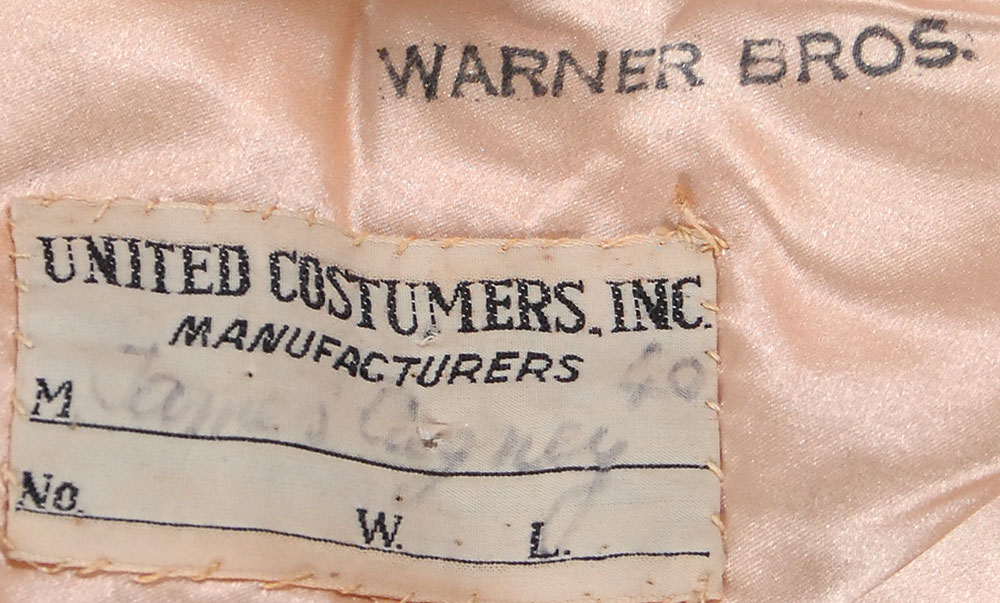 WARNER BROS.
UNITED COSTUMERS, INC.
MANUFACTURERS
M James Cagney 40
No. W. L.